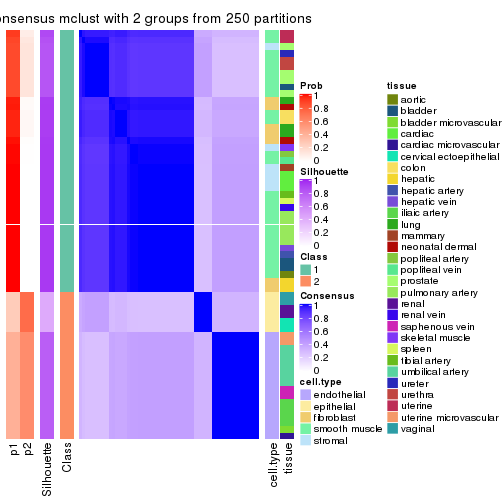 onsensus mclust with 2 groups from 250 partitions
p1
p2
Silhouette
Class
cell.type
tissue
Prob
1
0.8
0.6
0.4
0.2
0
Silhouette
1
0.8
0.6
0.4
0.2
0
Class
1
2
Consensus
1
0.8
0.6
0.4
0.2
0
cell.type
endothelial
epithelial
fibroblast
smooth muscle
stromal
tissue
aortic
bladder
bladder microvascular
cardiac
cardiac microvascular
cervical ectoepithelial
colon
hepatic
hepatic artery
hepatic vein
iliac artery
lung
mammary
neonatal dermal
popliteal artery
popliteal vein
prostate
pulmonary artery
renal
renal vein
saphenous vein
skeletal muscle
spleen
tibial artery
umbilical artery
ureter
urethra
uterine
uterine microvascular
vaginal